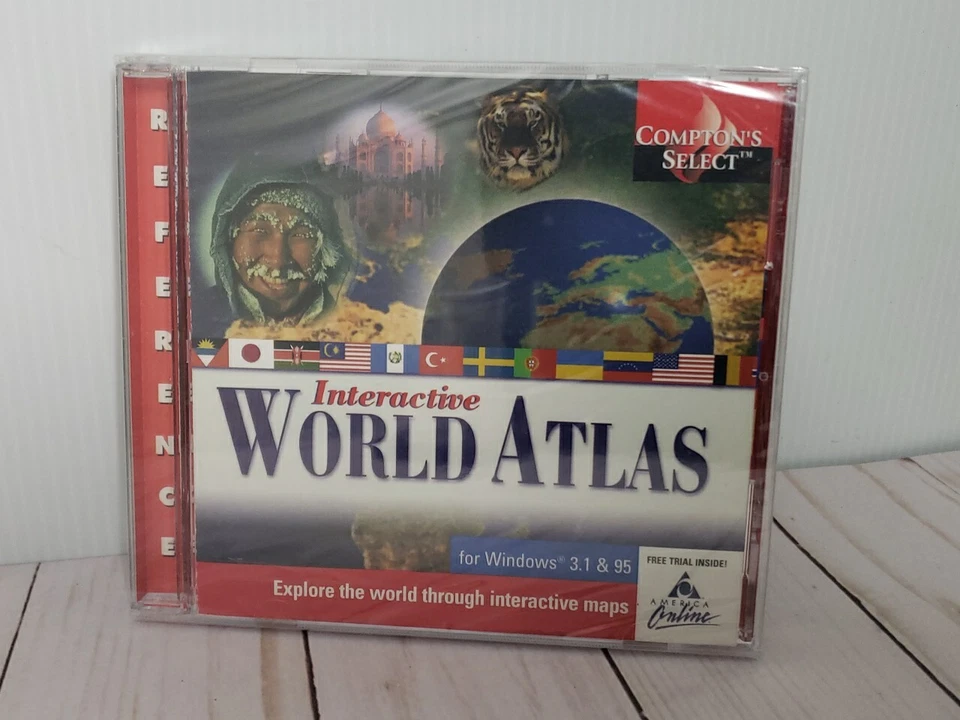 REFERENCE
COMPTON'S
SELECT™
Interactive
WORLD ATLAS
for Windows® 3.1 & 95
FREE TRIAL INSIDE!
AMERICA
Online
Explore the world through interactive maps